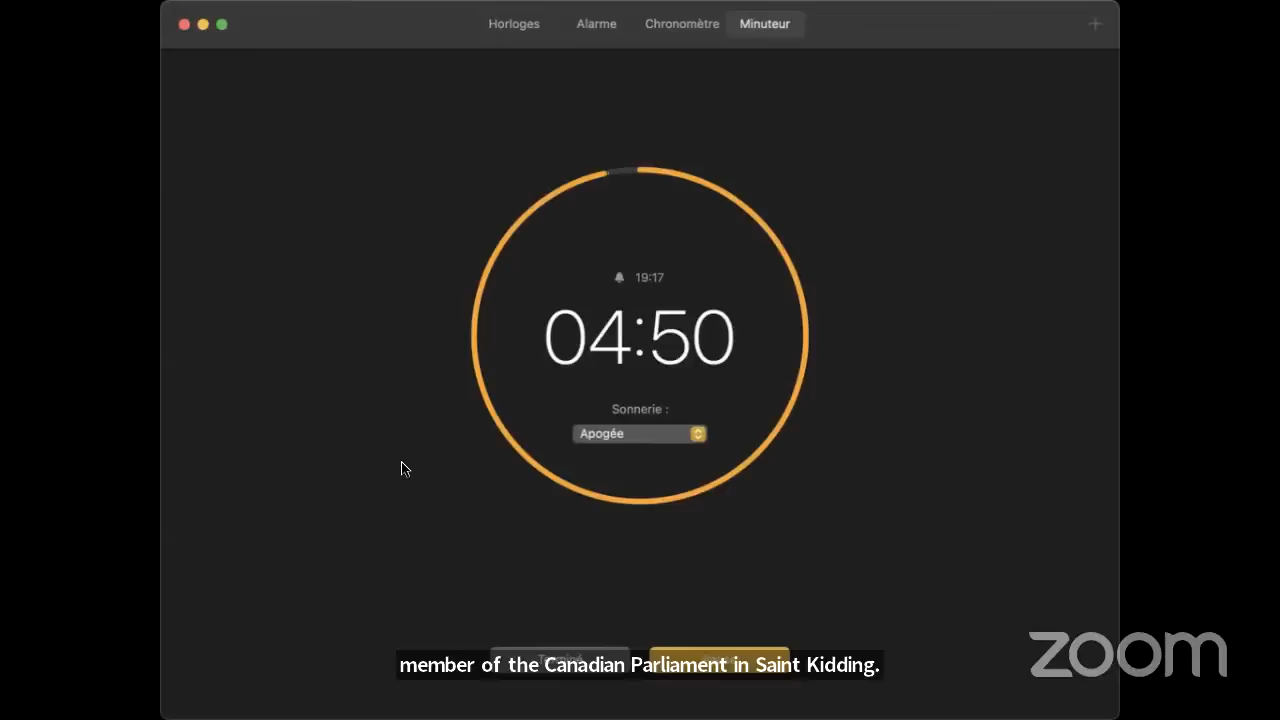 Horloges Alarme Chronomètre Minuteur
19:17
04:50
Sonnerie :
Apogée
member of the Canadian Parliament in Saint Kidding.
zoom